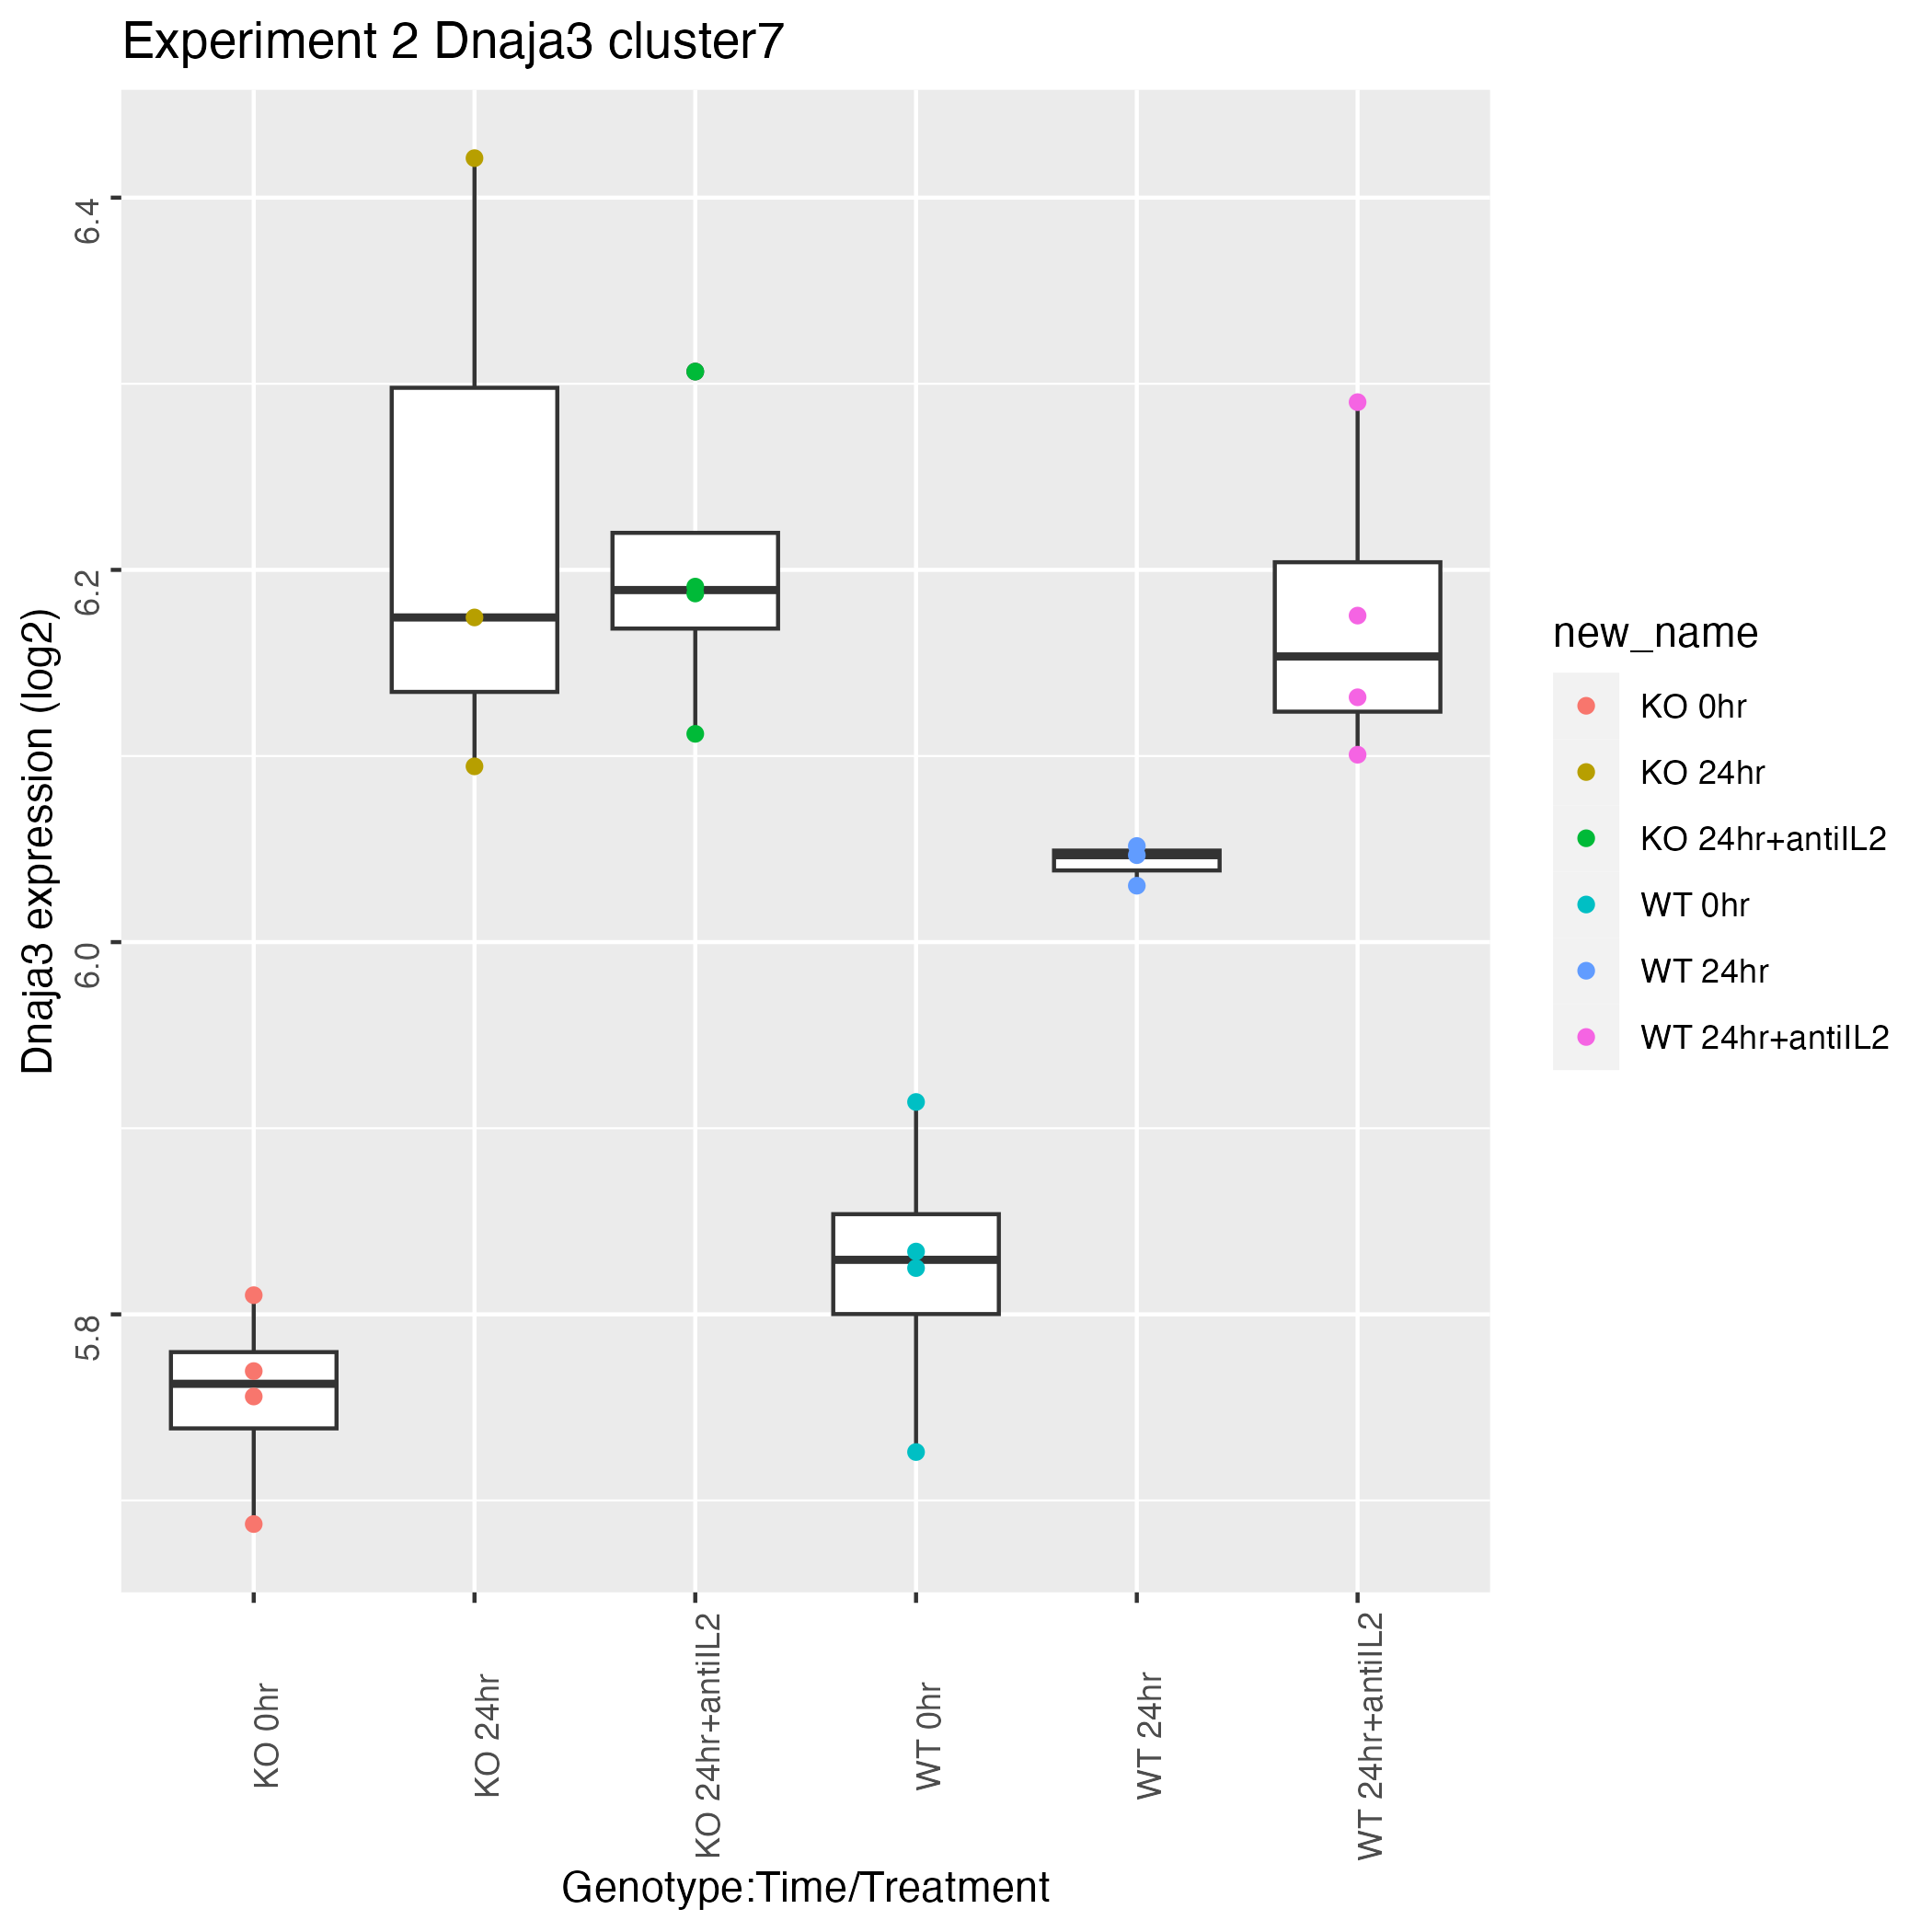 Experiment 2 Dnaja3 cluster7
Dnaja3 expression (log2)
6.4
6.2
6.0
5.8
KO 0hr
KO 24hr
KO 24hr+antiIL2
WT 0hr
WT 24hr
WT 24hr+antiIL2
Genotype:Time/Treatment
new_name
KO 0hr
KO 24hr
KO 24hr+antiIL2
WT 0hr
WT 24hr
WT 24hr+antiIL2